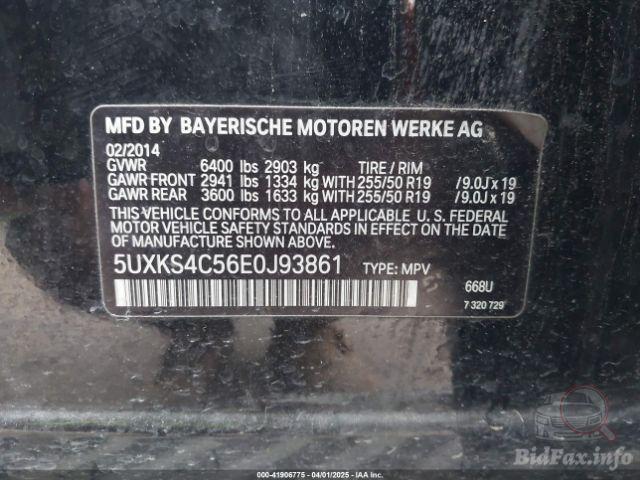 MFD BY BAYERISCHE MOTOREN WERKE AG
02/2014
GVWR 6400 lbs 2903 kg TIRE / RIM
GAWR FRONT 2941 lbs 1334 kg WITH 255/50 R19 /9.0J x 19
GAWR REAR 3600 lbs 1633 kg WITH 255/50 R19 /9.0J x 19
THIS VEHICLE CONFORMS TO ALL APPLICABLE U. S. FEDERAL
MOTOR VEHICLE SAFETY STANDARDS IN EFFECT ON
THE DATE OF MANUFACTURE SHOWN ABOVE.
5UXKS4C56E0J93861 TYPE: MPV
668U
7 320 729
BidFax.info
000-41906775 - 04/01/2025 - IAA Inc.